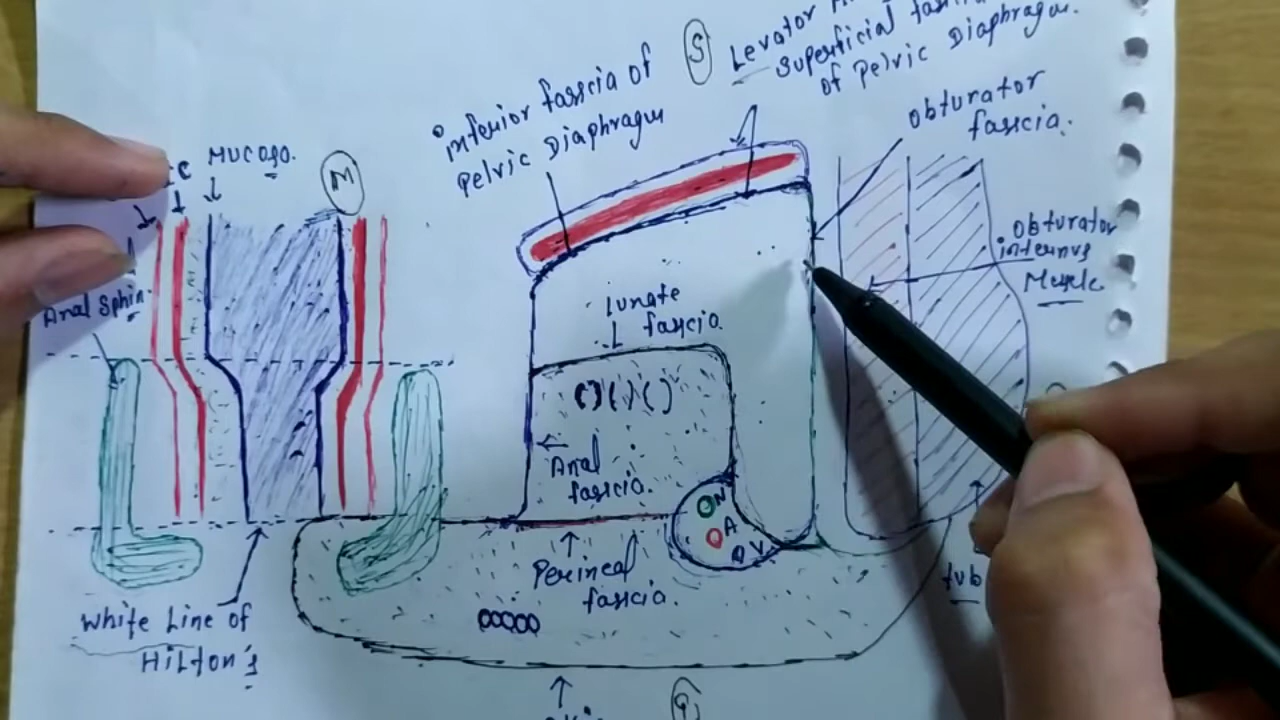 inferior fascia of
Pelvic Diaphragm
S
Levator
superficial
of Pelvic Diaphragm.
obturator
fascia.
C
Mucosa.
M
Anal Sphin.
lunate
fascia.
obturator
internus
Muscle.
Anal
fascia.
N
A
V
Perineal
fascia.
tub
White Line of
Hilton's